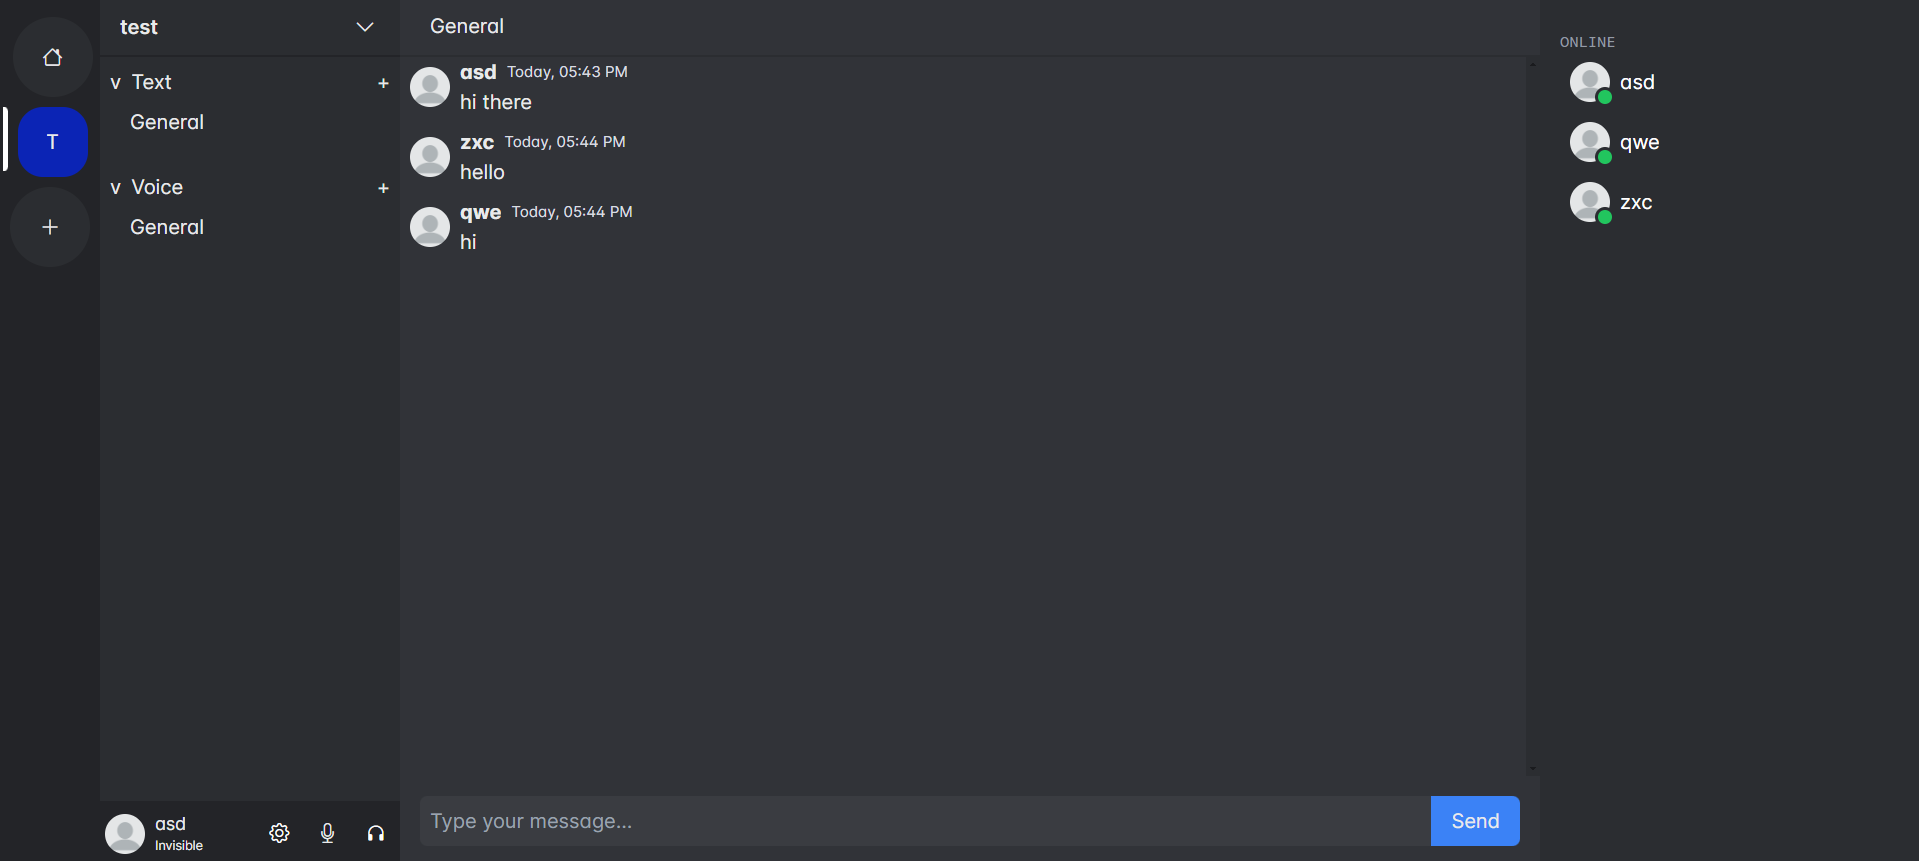 T
+
test
v Text +
General
v Voice +
General
asd
Invisible
General
asd Today, 05:43 PM
hi there
zxc Today, 05:44 PM
hello
qwe Today, 05:44 PM
hi
Type your message...
Send
ONLINE
asd
qwe
zxc